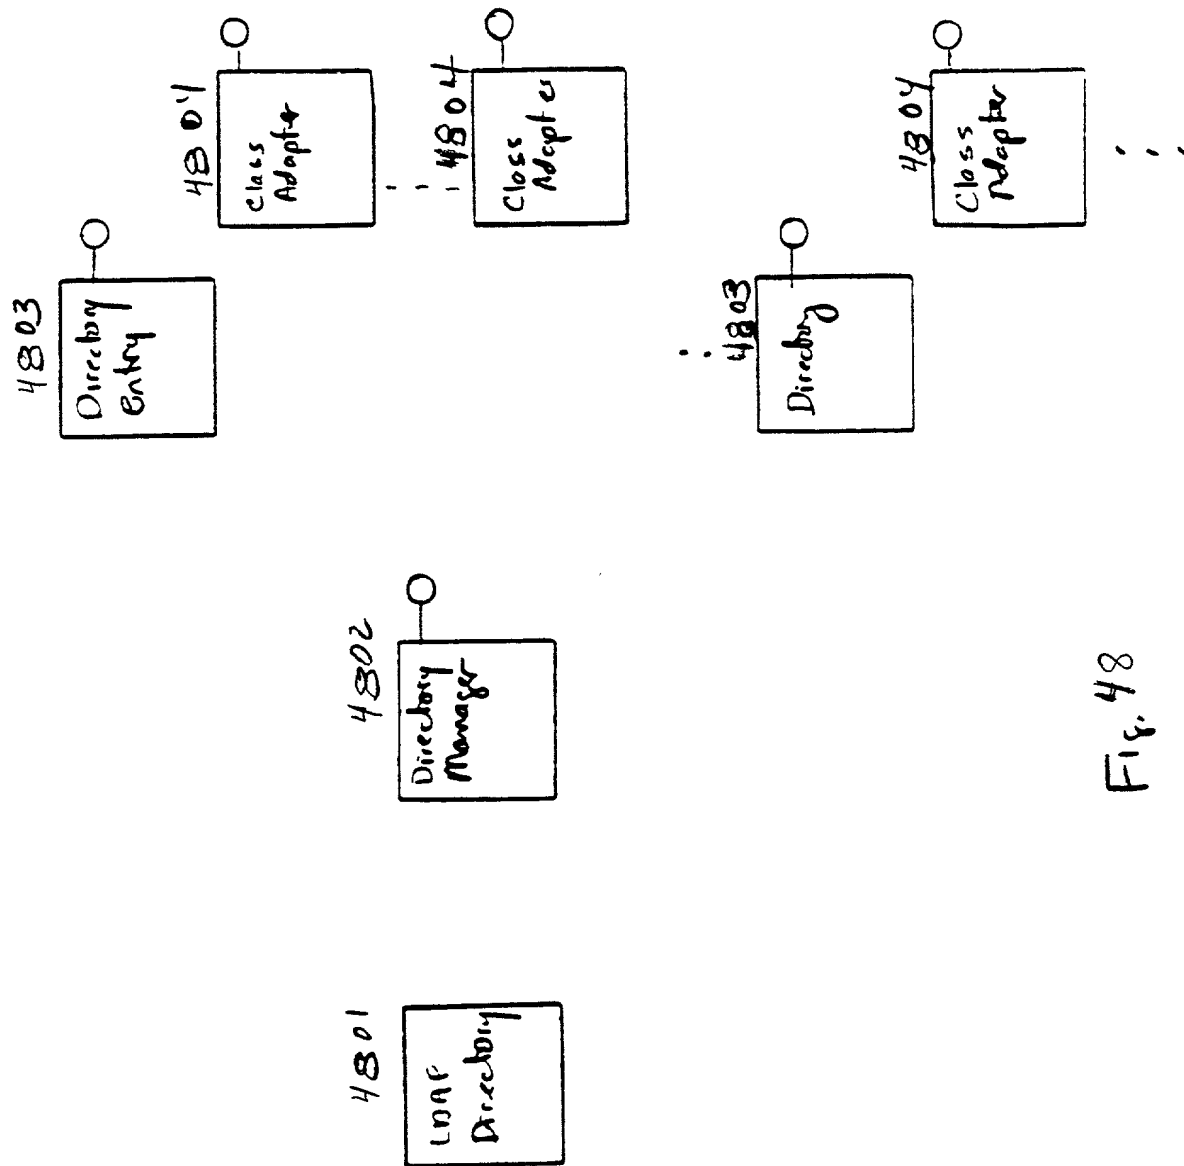 4803
Directory
Entry
4804
Class
Adapter
4801
LDAP
Directory
4802
Directory
Manager
4804
Class
Adapter
4803
Directory
4804
Class
Adapter
Fig. 48